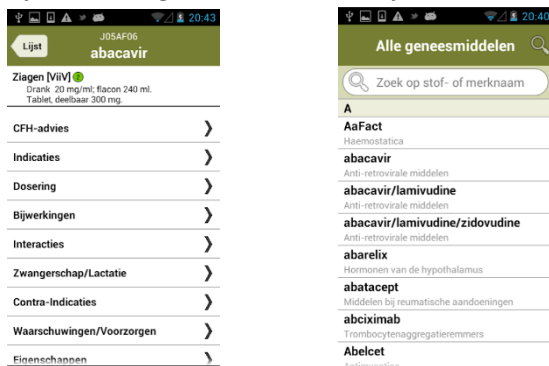 20:43
Lijst
J05AF06
abacavir
Ziagen [ViiV]
Drank 20 mg/ml; flacon 240 ml.
Tablet, deelbaar 300 mg.
CFH-advies
Indicaties
Dosering
Bijwerkingen
Interacties
Zwangerschap/Lactatie
Contra-Indicaties
Waarschuwingen/Voorzorgen
Eigenschappen
20:40
Alle geneesmiddelen
Zoek op stof- of merknaam
A
AaFact
Haemostatica
abacavir
Anti-retrovirale middelen
abacavir/lamivudine
Anti-retrovirale middelen
abacavir/lamivudine/zidovudine
Anti-retrovirale middelen
abarelix
Hormonen van de hypothalamus
abatacept
Middelen bij reumatische aandoeningen
abciximab
Trombocytenaggregatieremmers
Abelcet